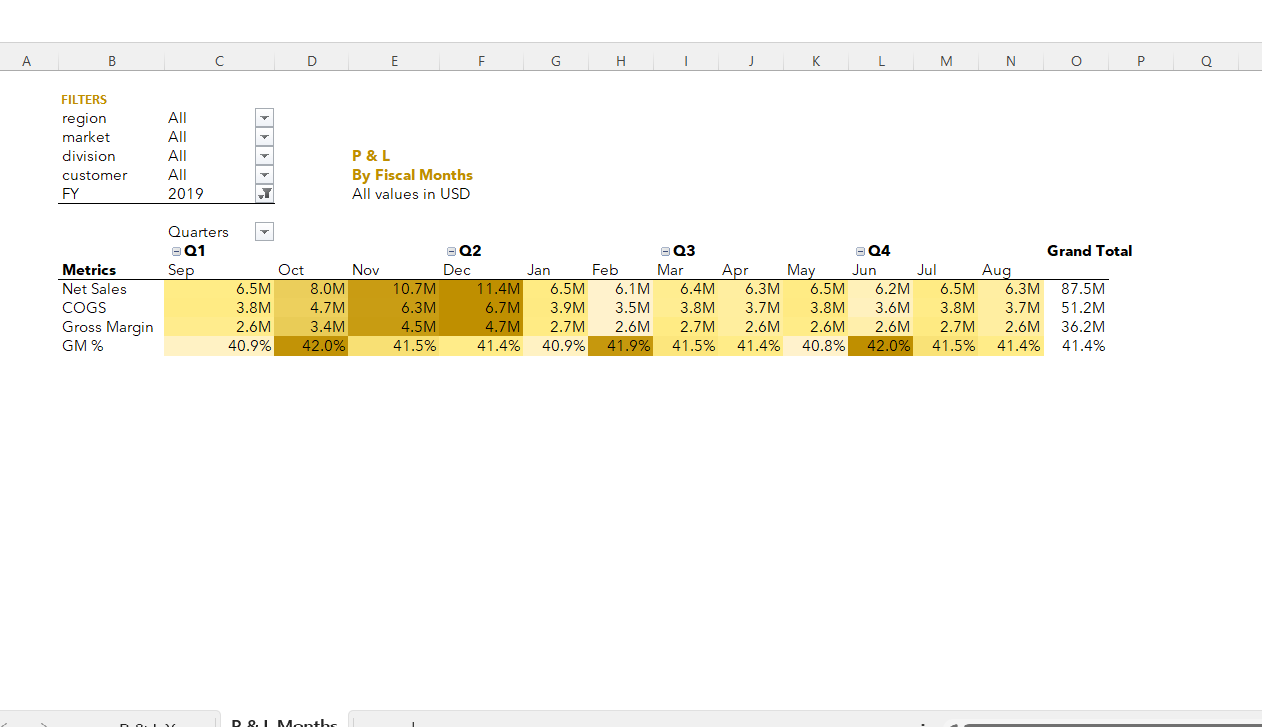 A B C D E F G H I J K L M N O P Q
FILTERS
region All
market All
division All P & L
customer All By Fiscal Months
FY 2019 All values in USD
Quarters
Q1 Q2 Q3 Q4 Grand Total
Metrics Sep Oct Nov Dec Jan Feb Mar Apr May Jun Jul Aug
Net Sales 6.5M 8.0M 10.7M 11.4M 6.5M 6.1M 6.4M 6.3M 6.5M 6.2M 6.5M 6.3M 87.5M
COGS 3.8M 4.7M 6.3M 6.7M 3.9M 3.5M 3.8M 3.7M 3.8M 3.6M 3.8M 3.7M 51.2M
Gross Margin 2.6M 3.4M 4.5M 4.7M 2.7M 2.6M 2.7M 2.6M 2.6M 2.6M 2.7M 2.6M 36.2M
GM % 40.9% 42.0% 41.5% 41.4% 40.9% 41.9% 41.5% 41.4% 40.8% 42.0% 41.5% 41.4% 41.4%
P & L Months